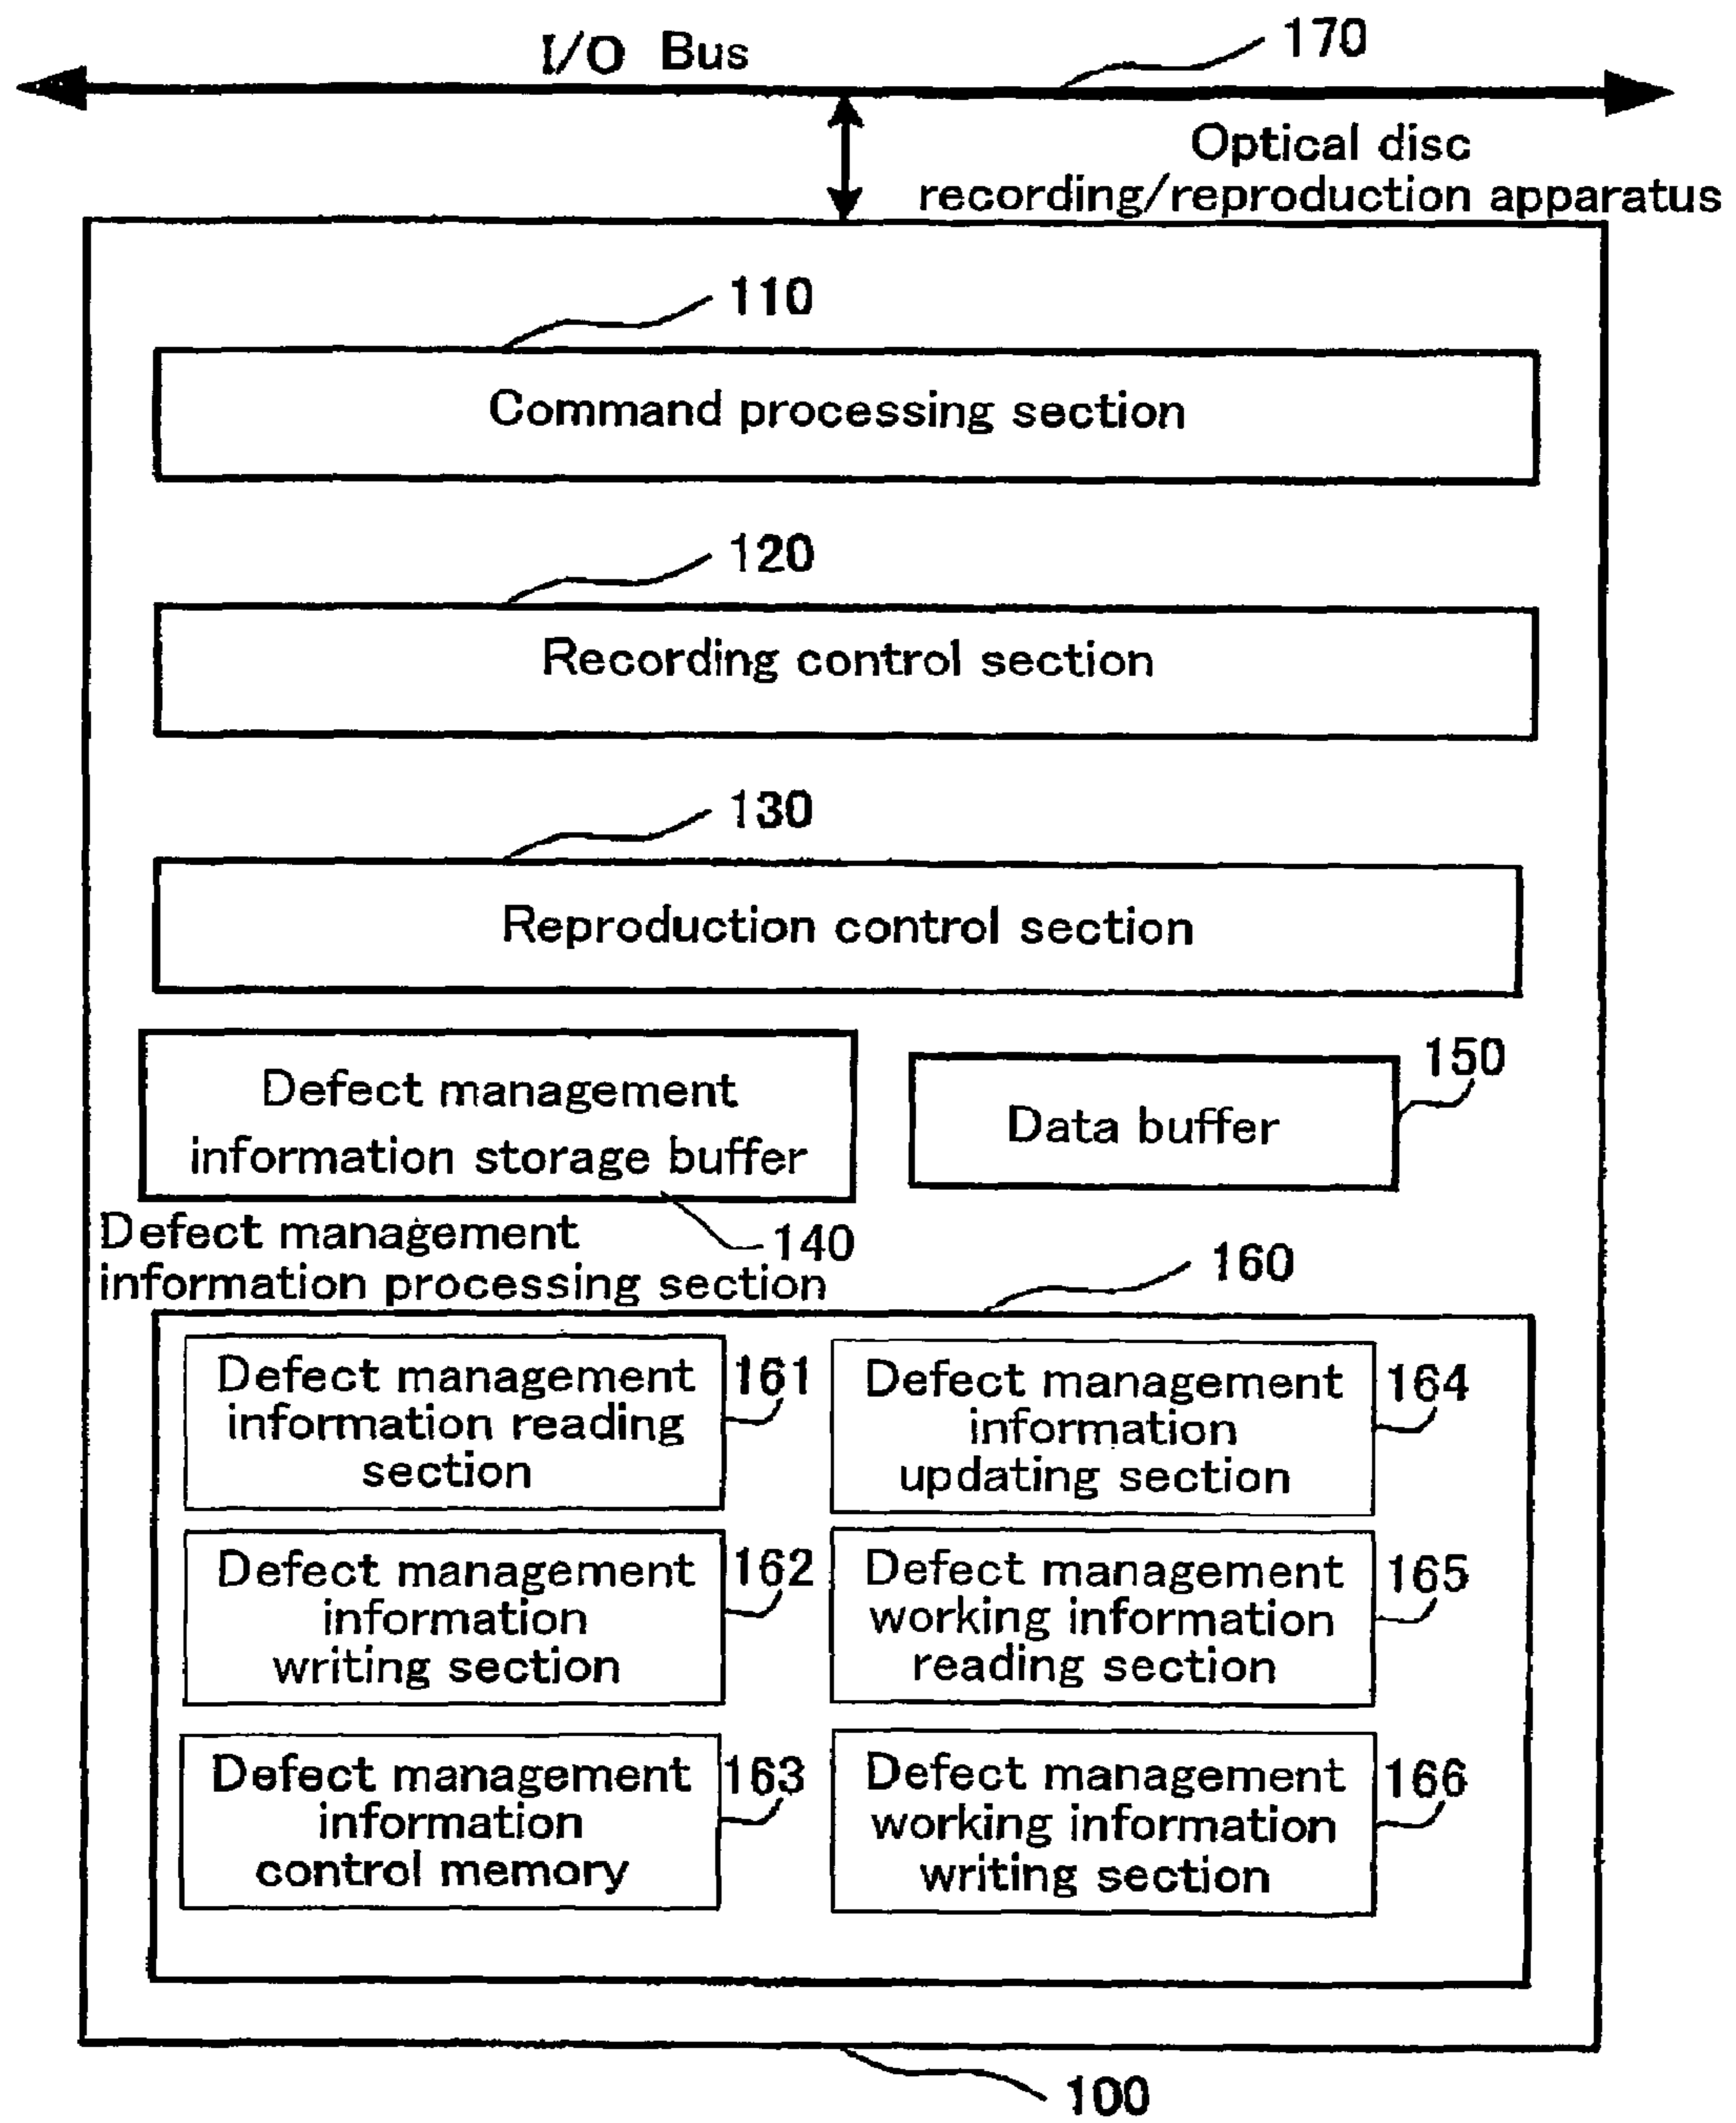 I/O Bus
170
Optical disc
recording/reproduction apparatus
110
Command processing section
120
Recording control section
130
Reproduction control section
Defect management
information storage buffer
140
Data buffer
150
Defect management
information processing section
160
Defect management
information reading
section
161
Defect management
information
updating section
164
Defect management
information
writing section
162
Defect management
working information
reading section
165
Defect management
information
control memory
163
Defect management
working information
writing section
166
100